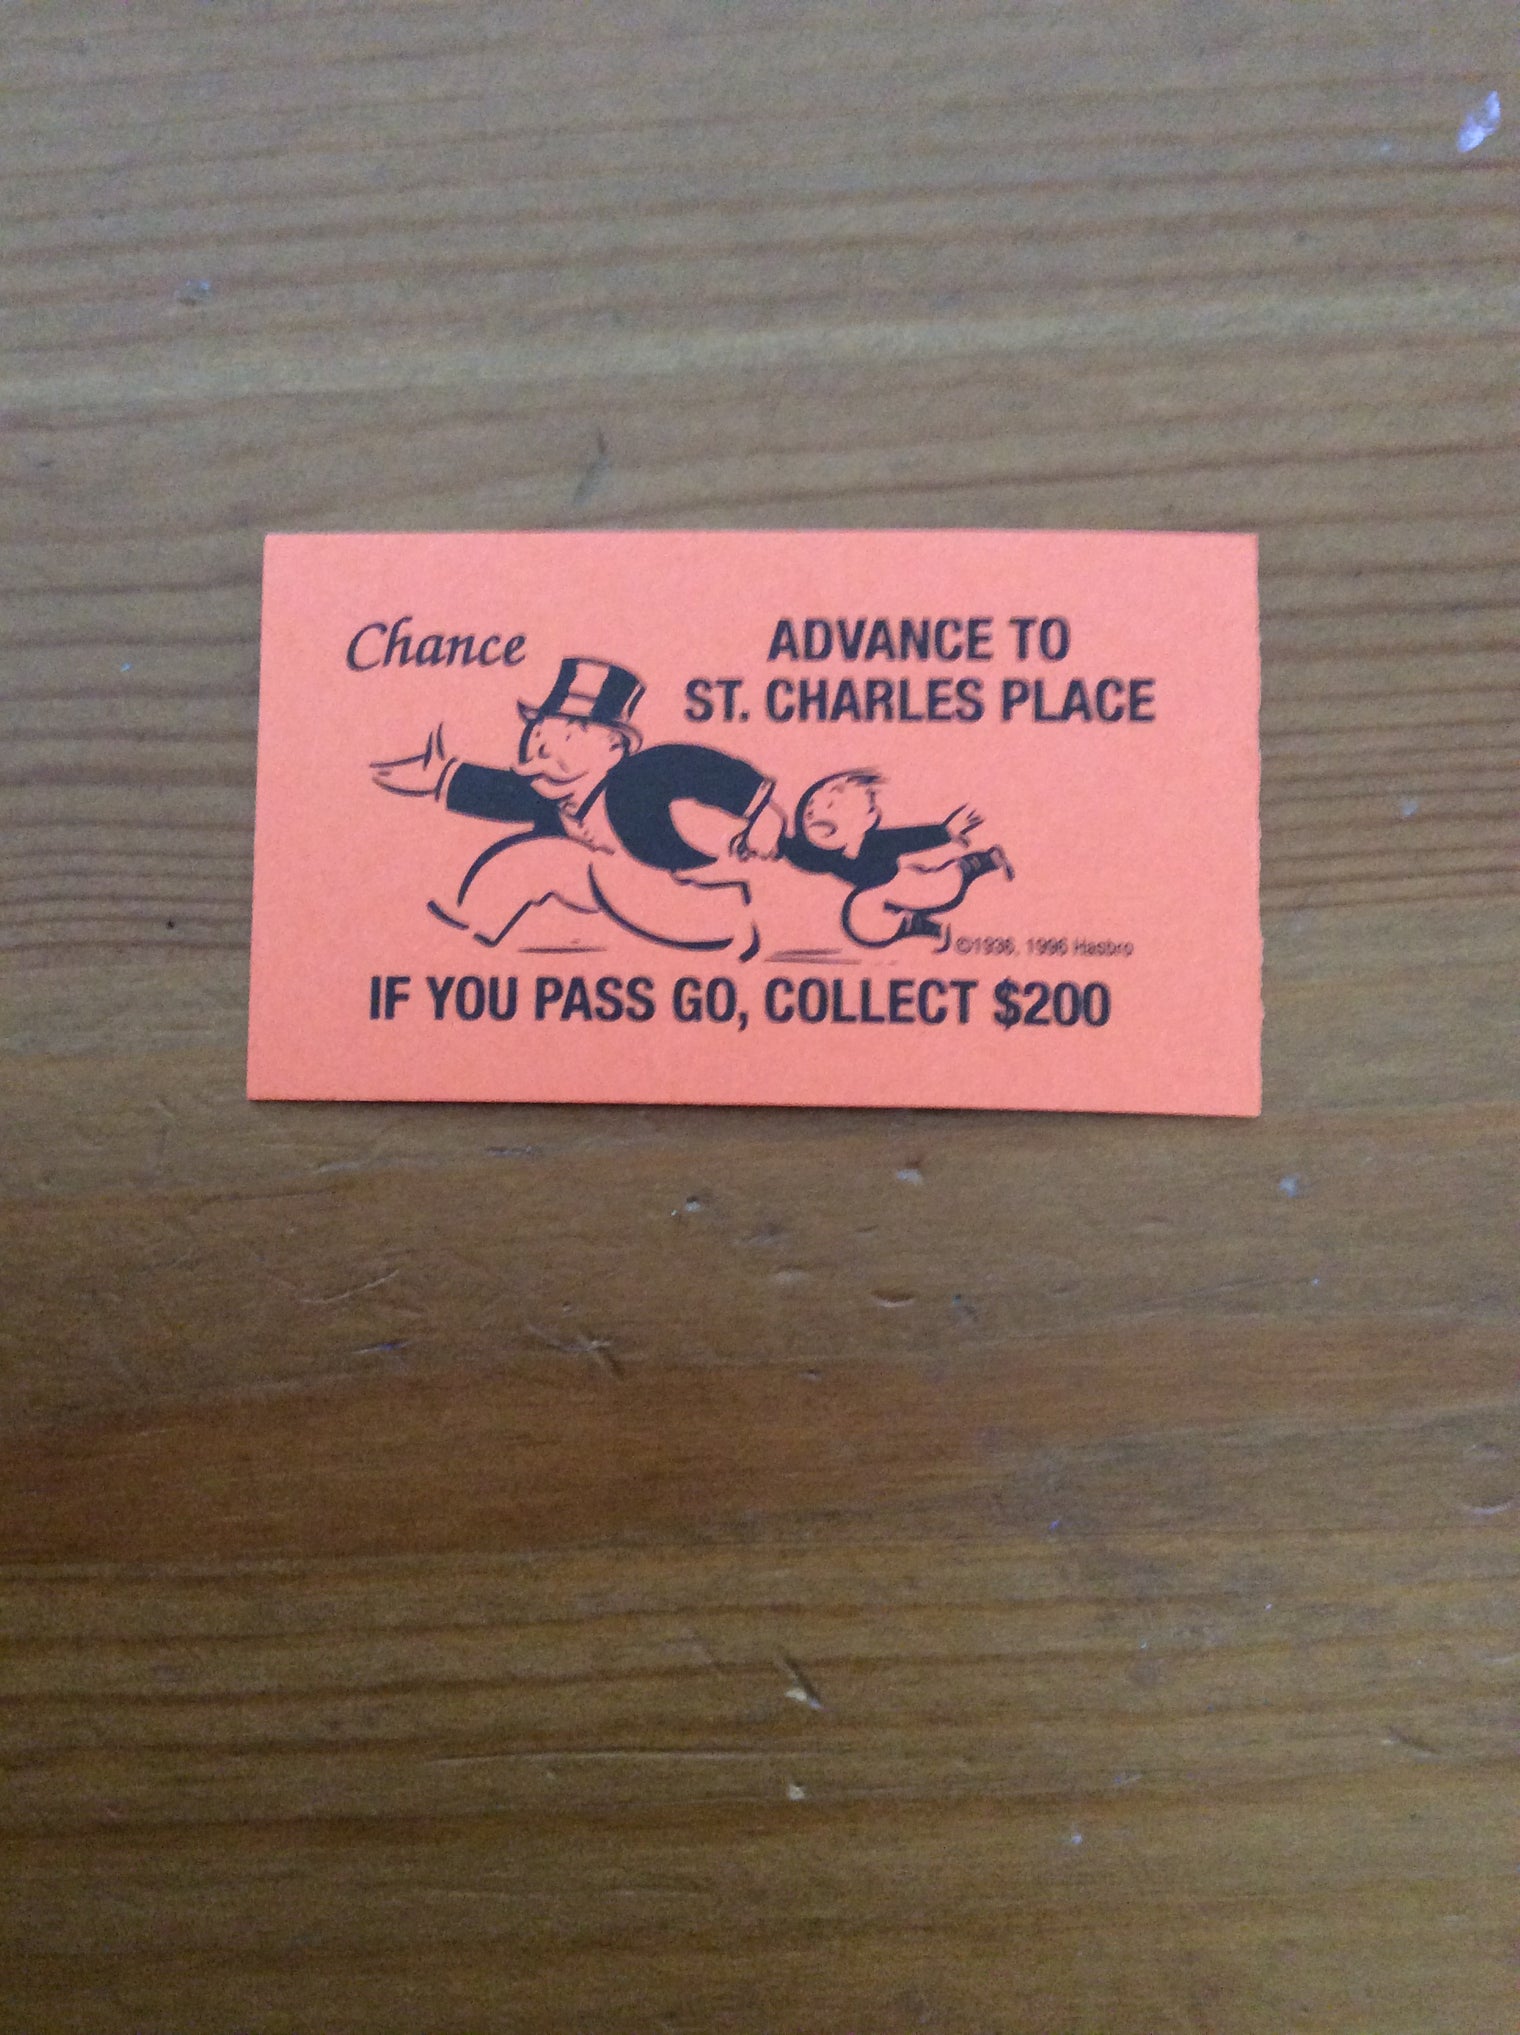 Chance
ADVANCE TO
ST. CHARLES PLACE
©1936, 1996 Hasbro
IF YOU PASS GO, COLLECT $200